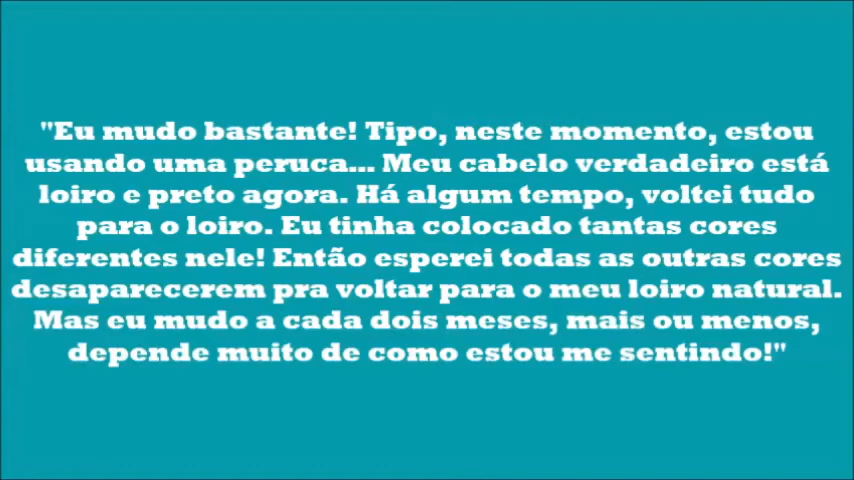 "Eu mudo bastante! Tipo, neste momento, estou
usando uma peruca... Meu cabelo verdadeiro está
loiro e preto agora. Há algum tempo, voltei tudo
para o loiro. Eu tinha colocado tantas cores
diferentes nele! Então esperei todas as outras cores
desaparecerem pra voltar para o meu loiro natural.
Mas eu mudo a cada dois meses, mais ou menos,
depende muito de como estou me sentindo!"